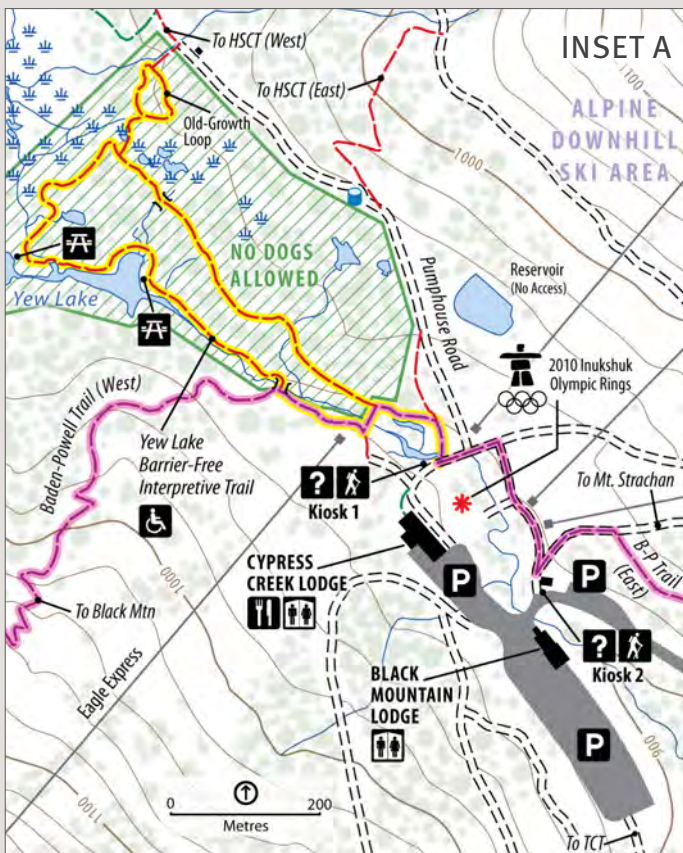 To HSCT (West)
INSET A
To HSCT (East)
1100
ALPINE
DOWNHILL
SKI AREA
Old-Growth
Loop
1000
NO DOGS
ALLOWED
Pumphouse Road
Reservoir
(No Access)
Yew Lake
2010 Inukshuk
Olympic Rings
Baden-Powell Trail (West)
Yew Lake
Barrier-Free
Interpretive Trail
?
Kiosk 1
To Mt. Strachan
B-P Trail
(East)
CYPRESS
CREEK LODGE
P
P
1000
To Black Mtn
?
Kiosk 2
Eagle Express
BLACK
MOUNTAIN
LODGE
900
P
1100
0 200
Metres
To TCT